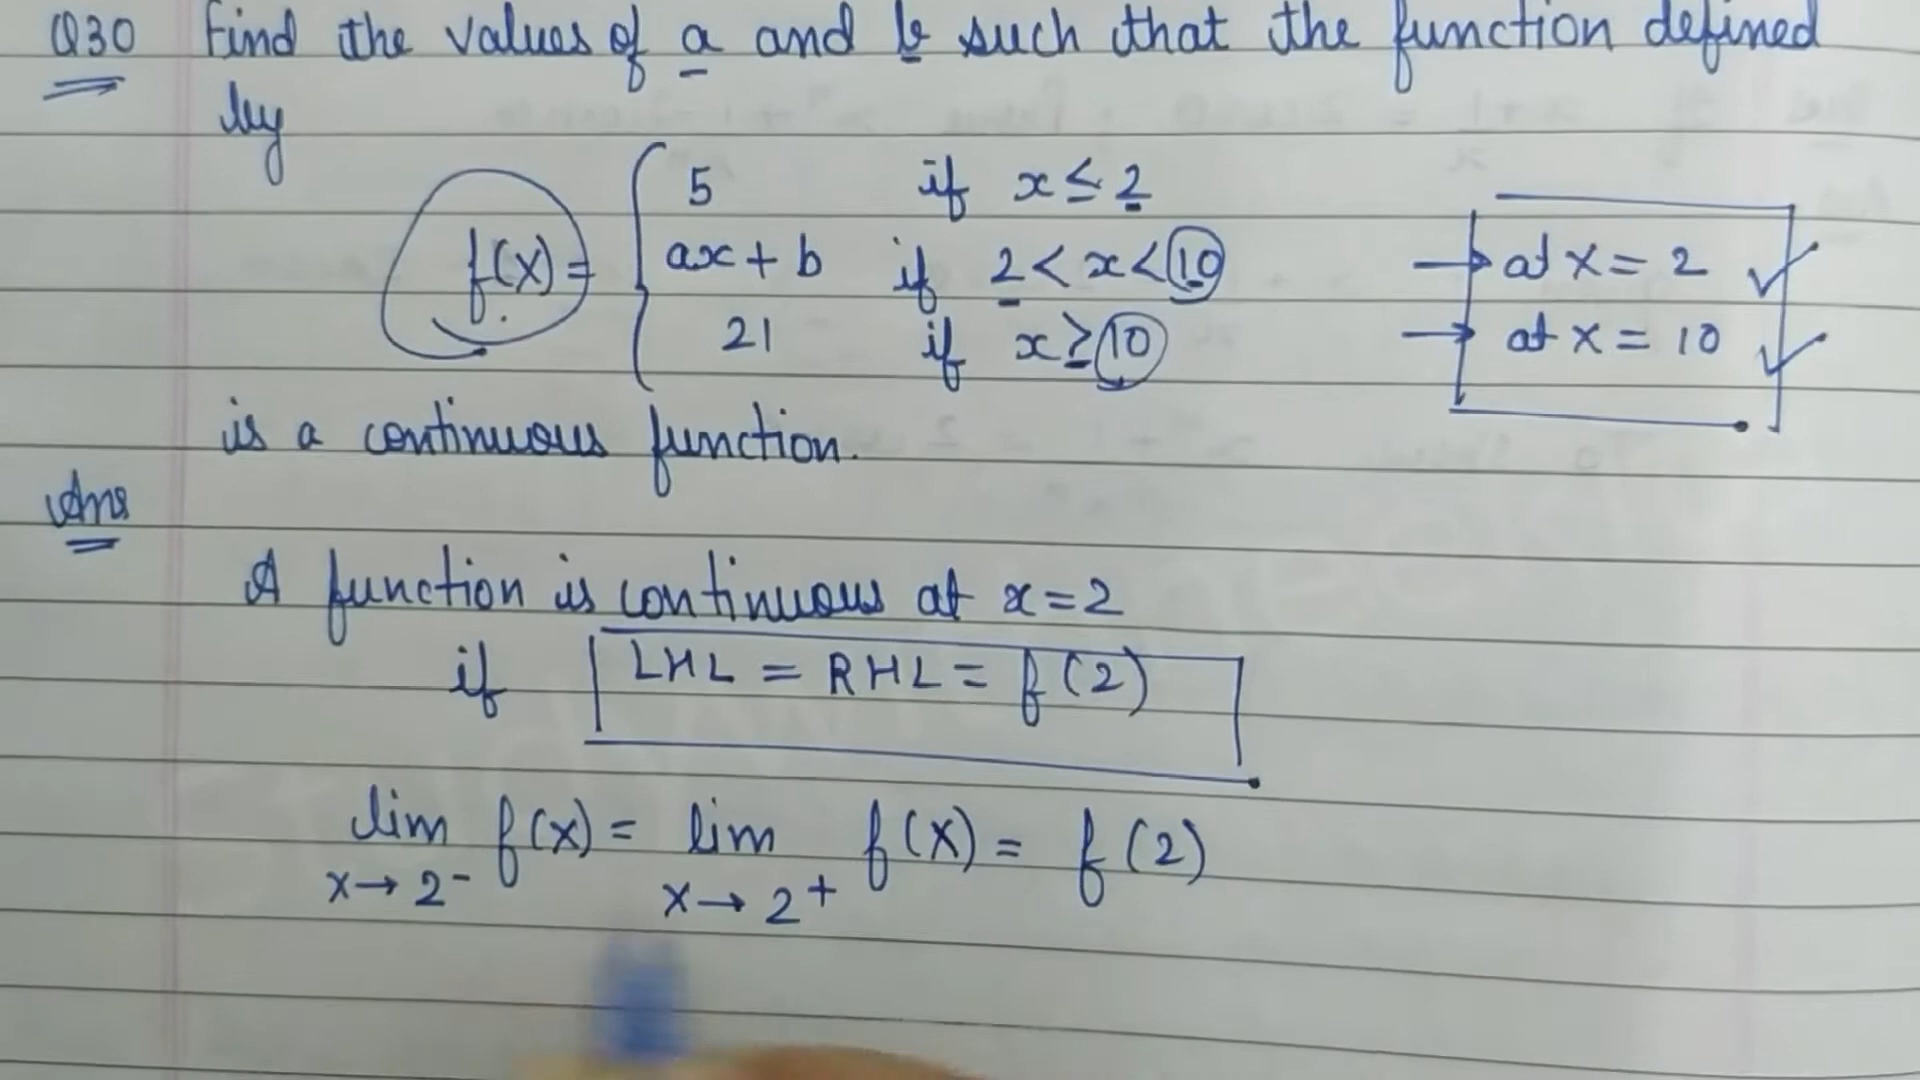 Q30 Find the values of a and b such that the function defined
by
f(x) = { 5 if x ≤ 2
ax + b if 2 < x < 10
21 if x ≥ 10
→ at x = 2 ✓
→ at x = 10 ✓
is a continuous function.
Ans
A function is continuous at x = 2
if LHL = RHL = f(2)
lim f(x) = lim f(x) = f(2)
x → 2⁻ x → 2⁺